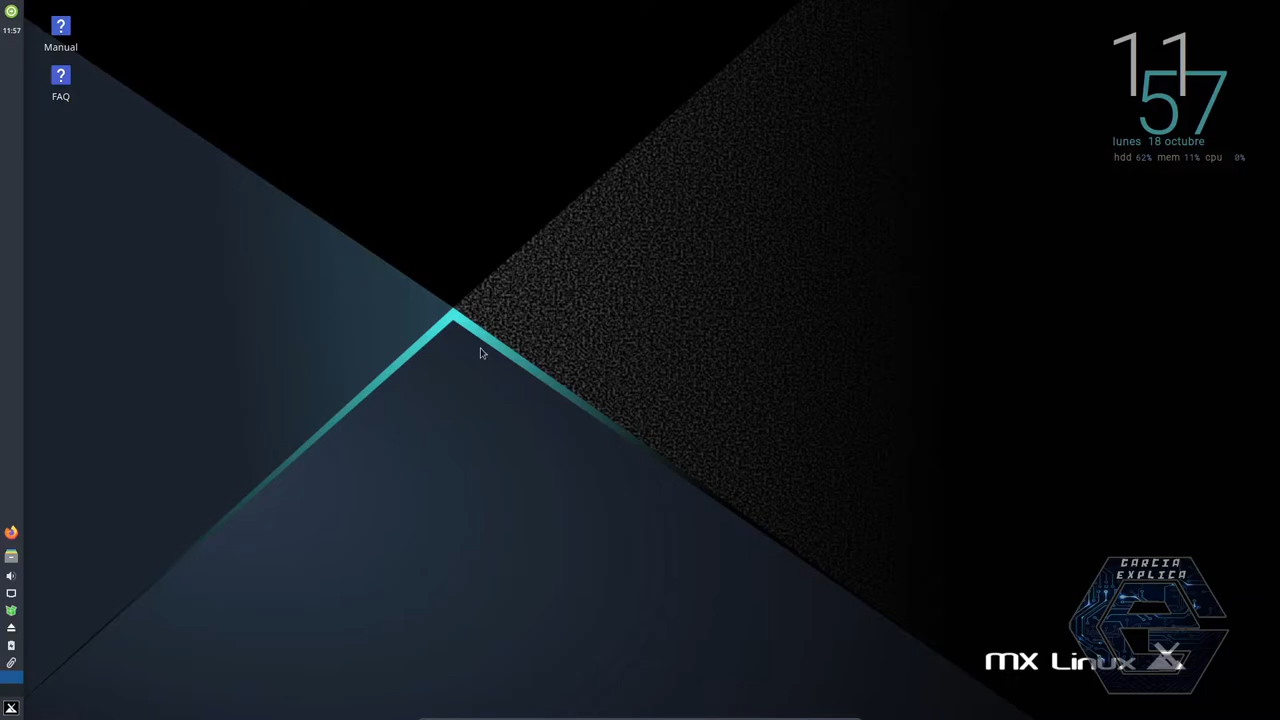 11:57
Manual
FAQ
11
57
lunes 18 octubre
hdd 62% mem 11% cpu 0%
GARCIA
EXPLICA
MX Linux